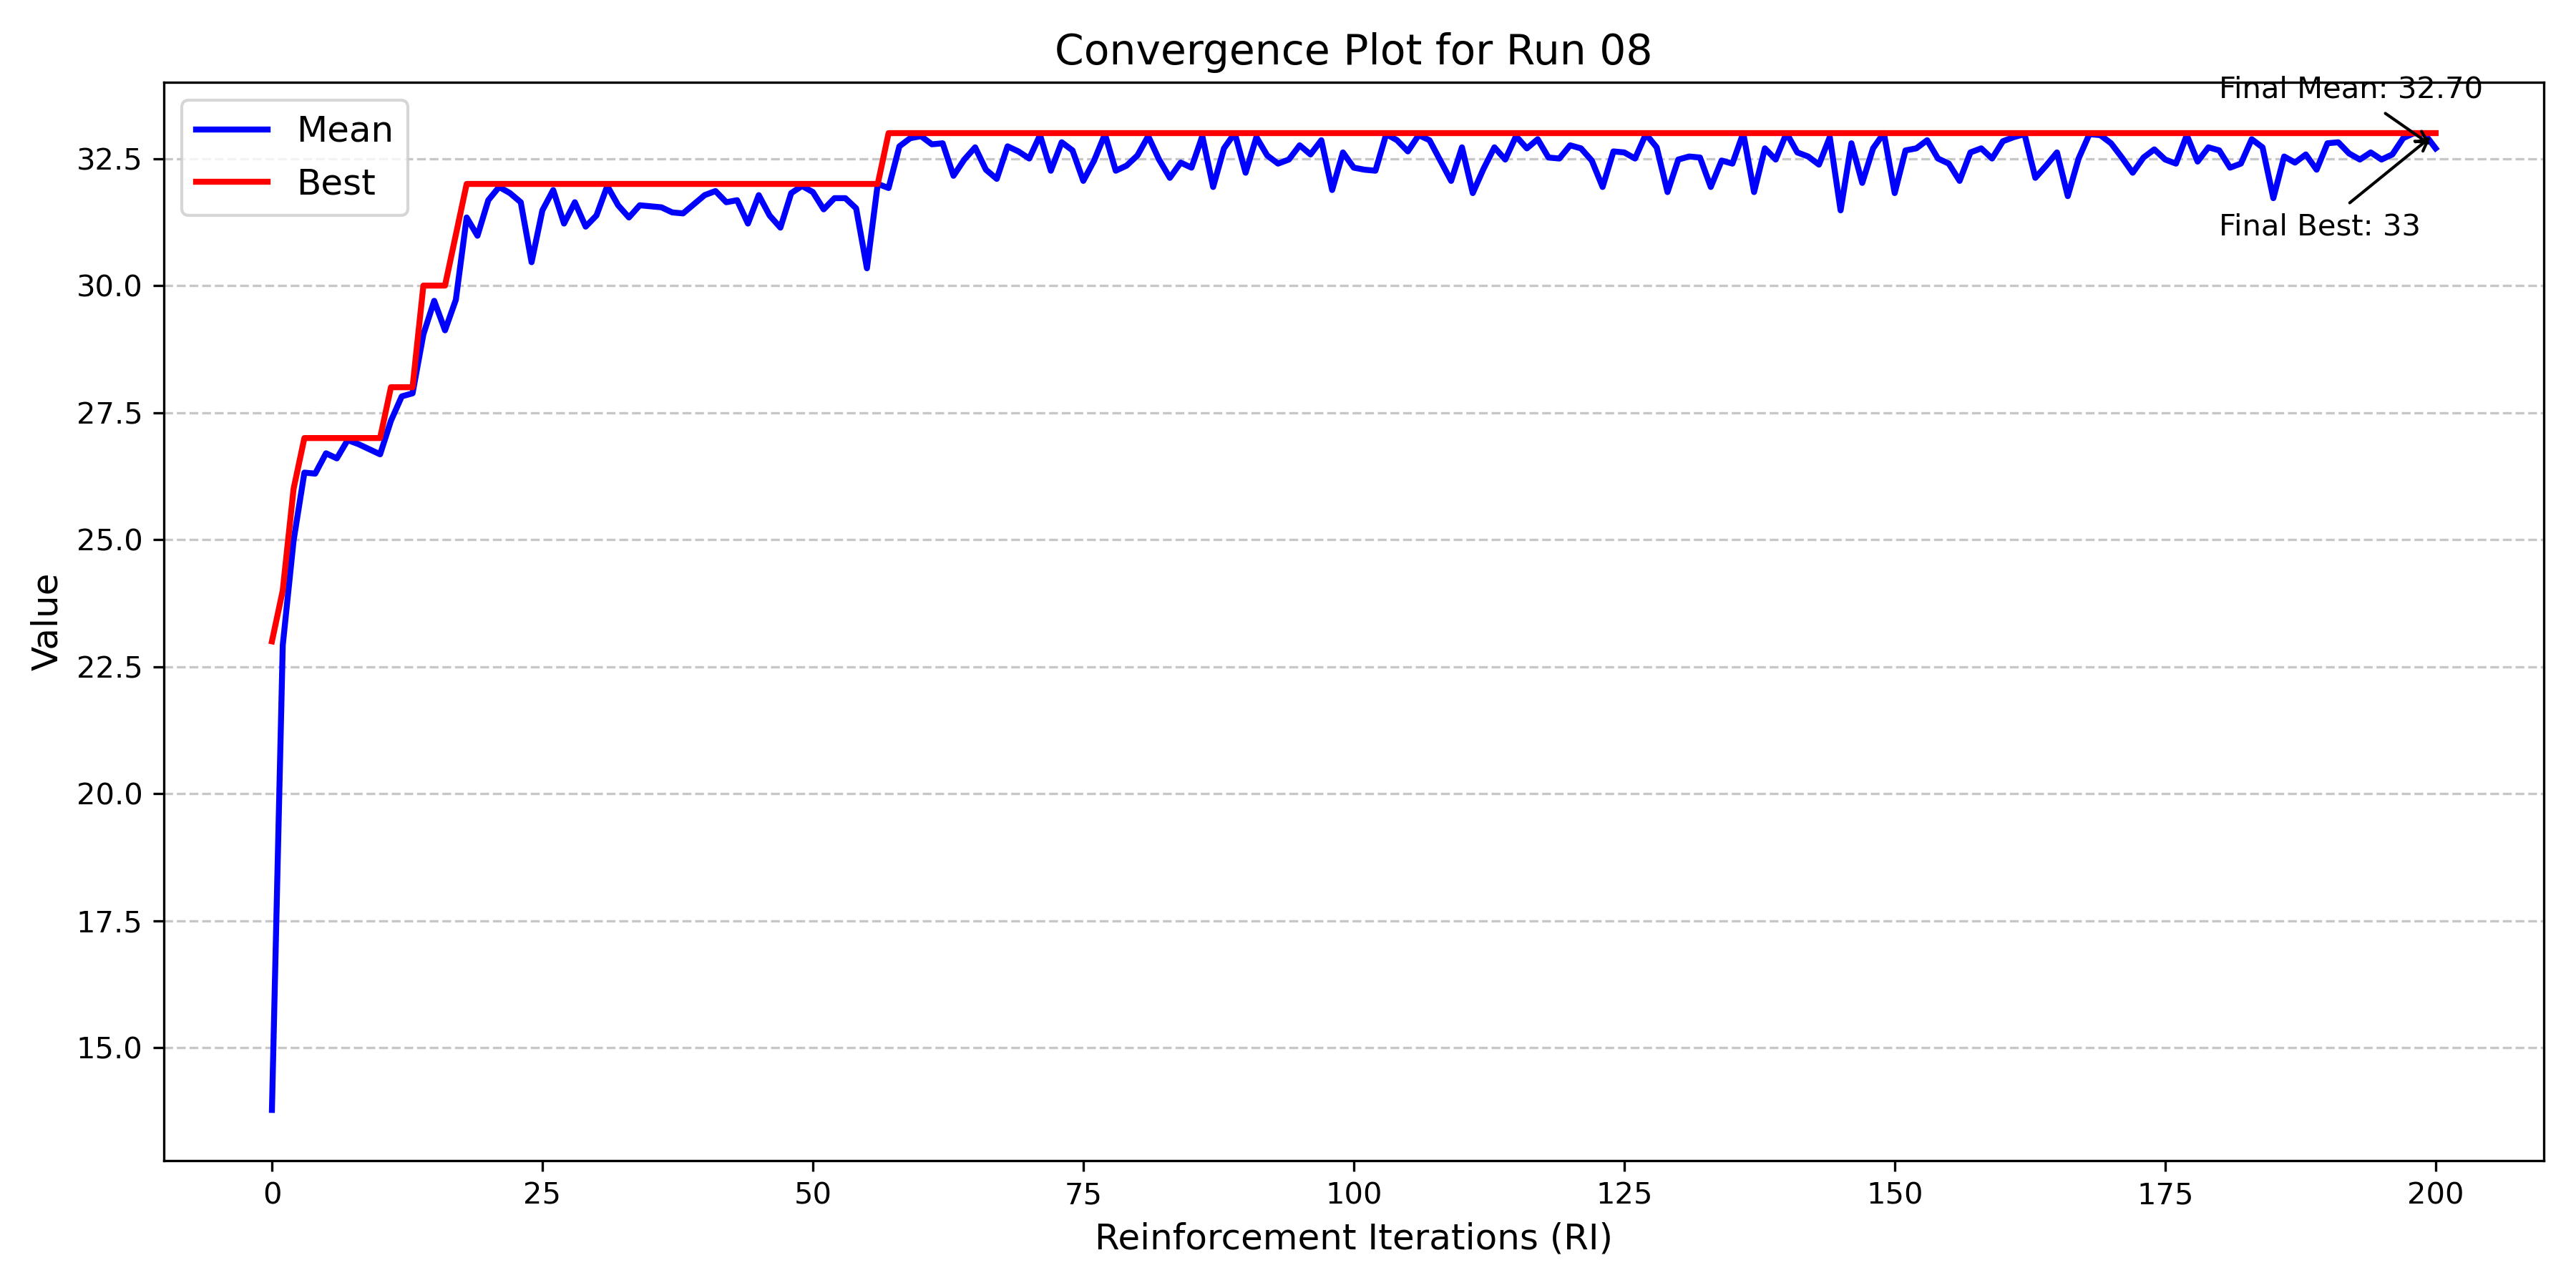 Convergence Plot for Run 08
Final Mean: 32.70
Mean
Best
Final Best: 33
32.5
30.0
27.5
25.0
22.5
20.0
17.5
15.0
Value
0 25 50 75 100 125 150 175 200
Reinforcement Iterations (RI)